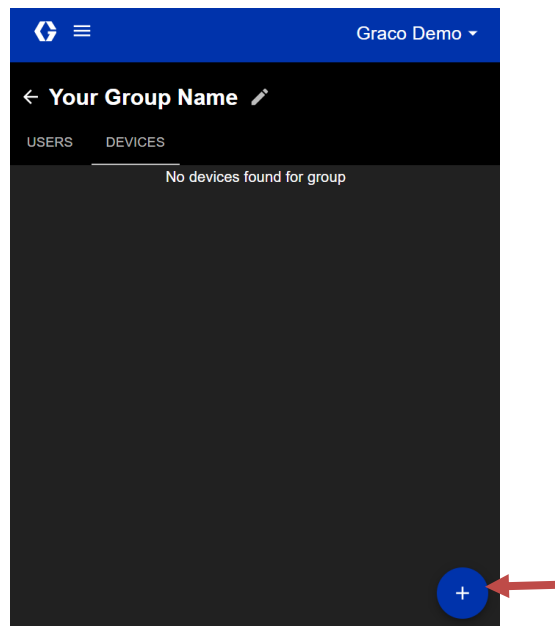 Graco Demo
Your Group Name
USERS DEVICES
No devices found for group
+